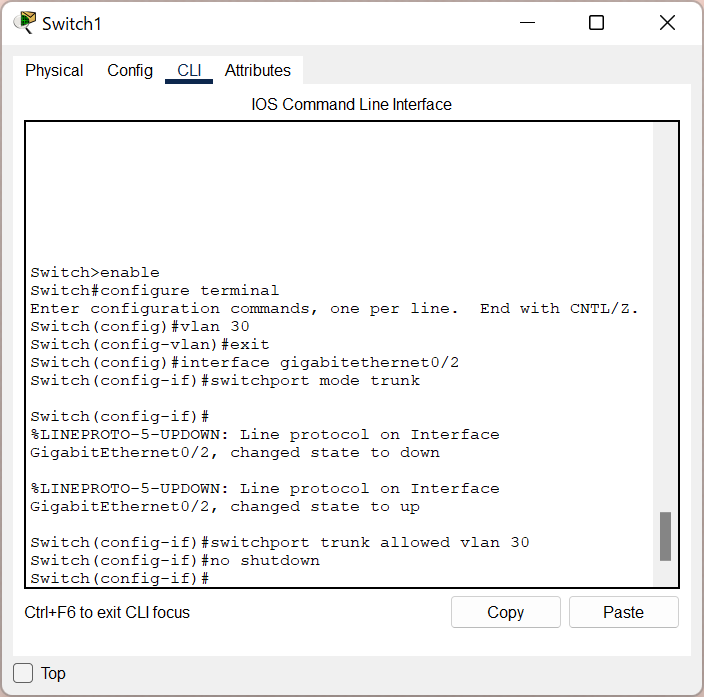 Switch1
Physical Config CLI Attributes
IOS Command Line Interface
Switch>enable
Switch#configure terminal
Enter configuration commands, one per line.  End with CNTL/Z.
Switch(config)#vlan 30
Switch(config-vlan)#exit
Switch(config)#interface gigabitethernet0/2
Switch(config-if)#switchport mode trunk
Switch(config-if)#
%LINEPROTO-5-UPDOWN: Line protocol on Interface
GigabitEthernet0/2, changed state to down
%LINEPROTO-5-UPDOWN: Line protocol on Interface
GigabitEthernet0/2, changed state to up
Switch(config-if)#switchport trunk allowed vlan 30
Switch(config-if)#no shutdown
Switch(config-if)#
Ctrl+F6 to exit CLI focus
Copy Paste
Top